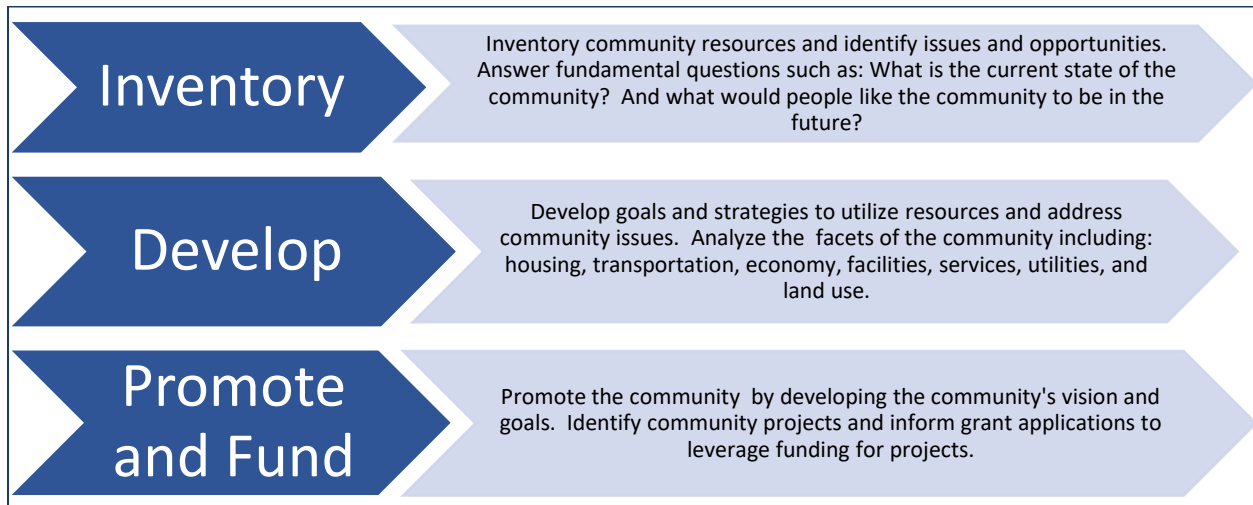 Inventory
Inventory community resources and identify issues and opportunities.
Answer fundamental questions such as: What is the current state of the
community?  And what would people like the community to be in the
future?
Develop
Develop goals and strategies to utilize resources and address
community issues.  Analyze the  facets of the community including:
housing, transportation, economy, facilities, services, utilities, and
land use.
Promote
and Fund
Promote the community  by developing the community's vision and
goals.  Identify community projects and inform grant applications to
leverage funding for projects.